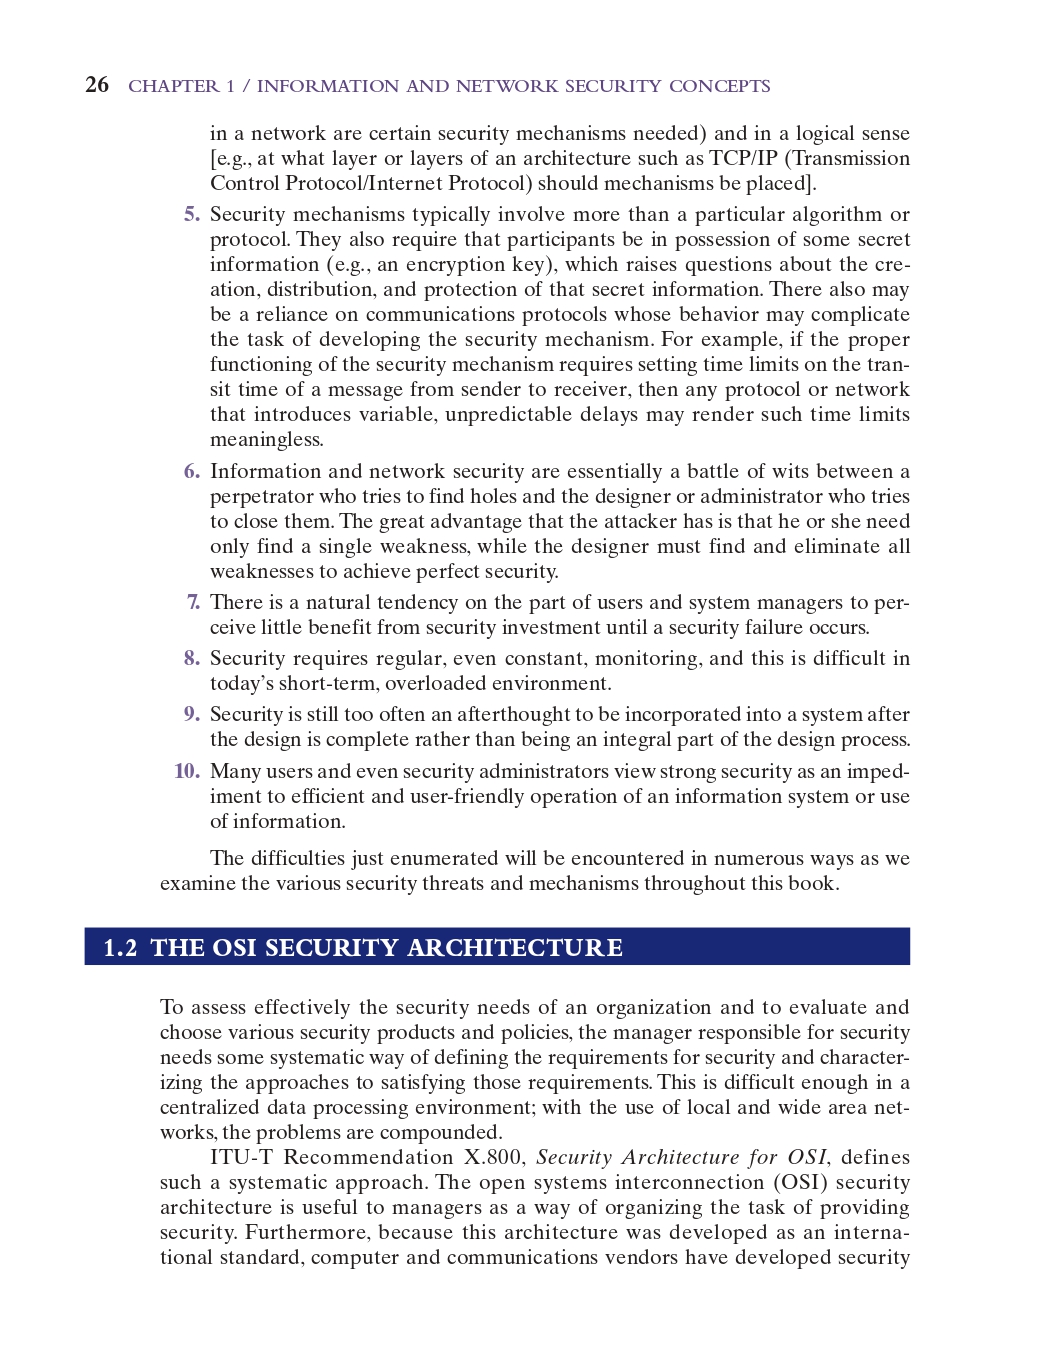 26 CHAPTER 1 / INFORMATION AND NETWORK SECURITY CONCEPTS
in a network are certain security mechanisms needed) and in a logical sense
[e.g., at what layer or layers of an architecture such as TCP/IP (Transmission
Control Protocol/Internet Protocol) should mechanisms be placed].
5. Security mechanisms typically involve more than a particular algorithm or
protocol. They also require that participants be in possession of some secret
information (e.g., an encryption key), which raises questions about the cre-
ation, distribution, and protection of that secret information. There also may
be a reliance on communications protocols whose behavior may complicate
the task of developing the security mechanism. For example, if the proper
functioning of the security mechanism requires setting time limits on the tran-
sit time of a message from sender to receiver, then any protocol or network
that introduces variable, unpredictable delays may render such time limits
meaningless.
6. Information and network security are essentially a battle of wits between a
perpetrator who tries to find holes and the designer or administrator who tries
to close them. The great advantage that the attacker has is that he or she need
only find a single weakness, while the designer must find and eliminate all
weaknesses to achieve perfect security.
7. There is a natural tendency on the part of users and system managers to per-
ceive little benefit from security investment until a security failure occurs.
8. Security requires regular, even constant, monitoring, and this is difficult in
today's short-term, overloaded environment.
9. Security is still too often an afterthought to be incorporated into a system after
the design is complete rather than being an integral part of the design process.
10. Many users and even security administrators view strong security as an imped-
iment to efficient and user-friendly operation of an information system or use
of information.
The difficulties just enumerated will be encountered in numerous ways as we
examine the various security threats and mechanisms throughout this book.
1.2 THE OSI SECURITY ARCHITECTURE
To assess effectively the security needs of an organization and to evaluate and
choose various security products and policies, the manager responsible for security
needs some systematic way of defining the requirements for security and character-
izing the approaches to satisfying those requirements. This is difficult enough in a
centralized data processing environment; with the use of local and wide area net-
works, the problems are compounded.
ITU-T Recommendation X.800, Security Architecture for OSI, defines
such a systematic approach. The open systems interconnection (OSI) security
architecture is useful to managers as a way of organizing the task of providing
security. Furthermore, because this architecture was developed as an interna-
tional standard, computer and communications vendors have developed security